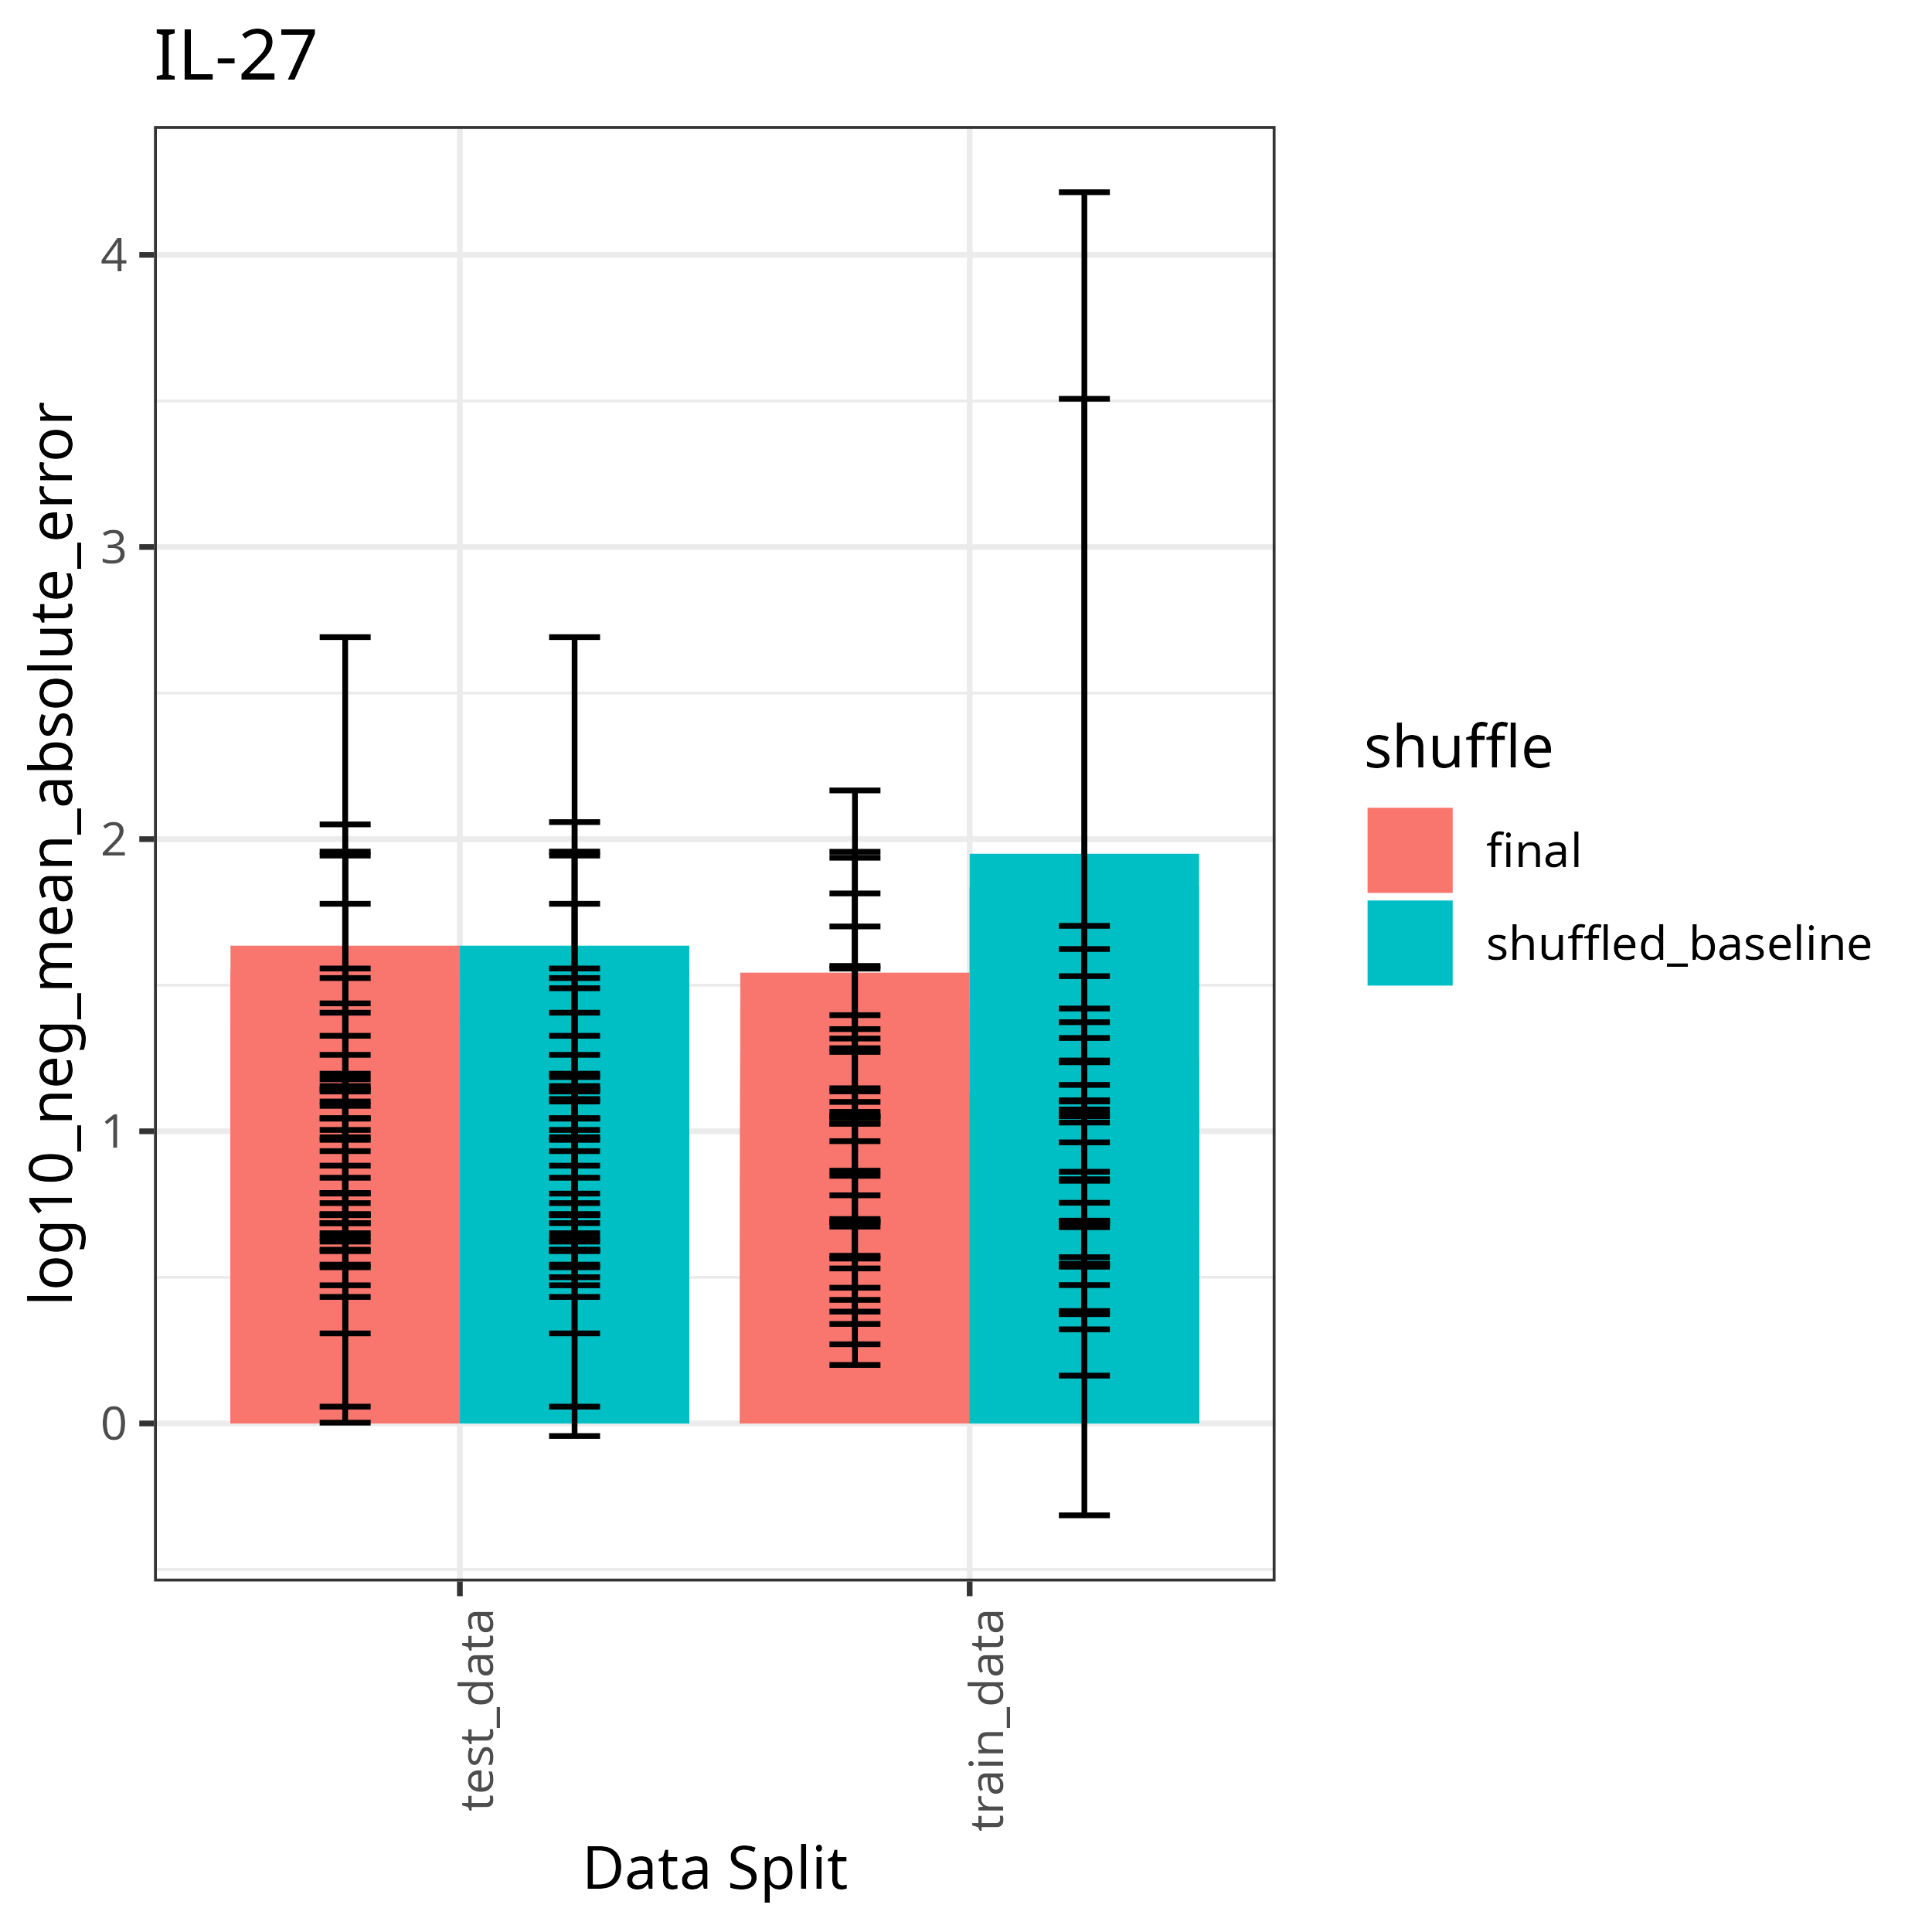 IL-27
log10_neg_mean_absolute_error
4
3
2
1
0
test_data
train_data
Data Split
shuffle
final
shuffled_baseline